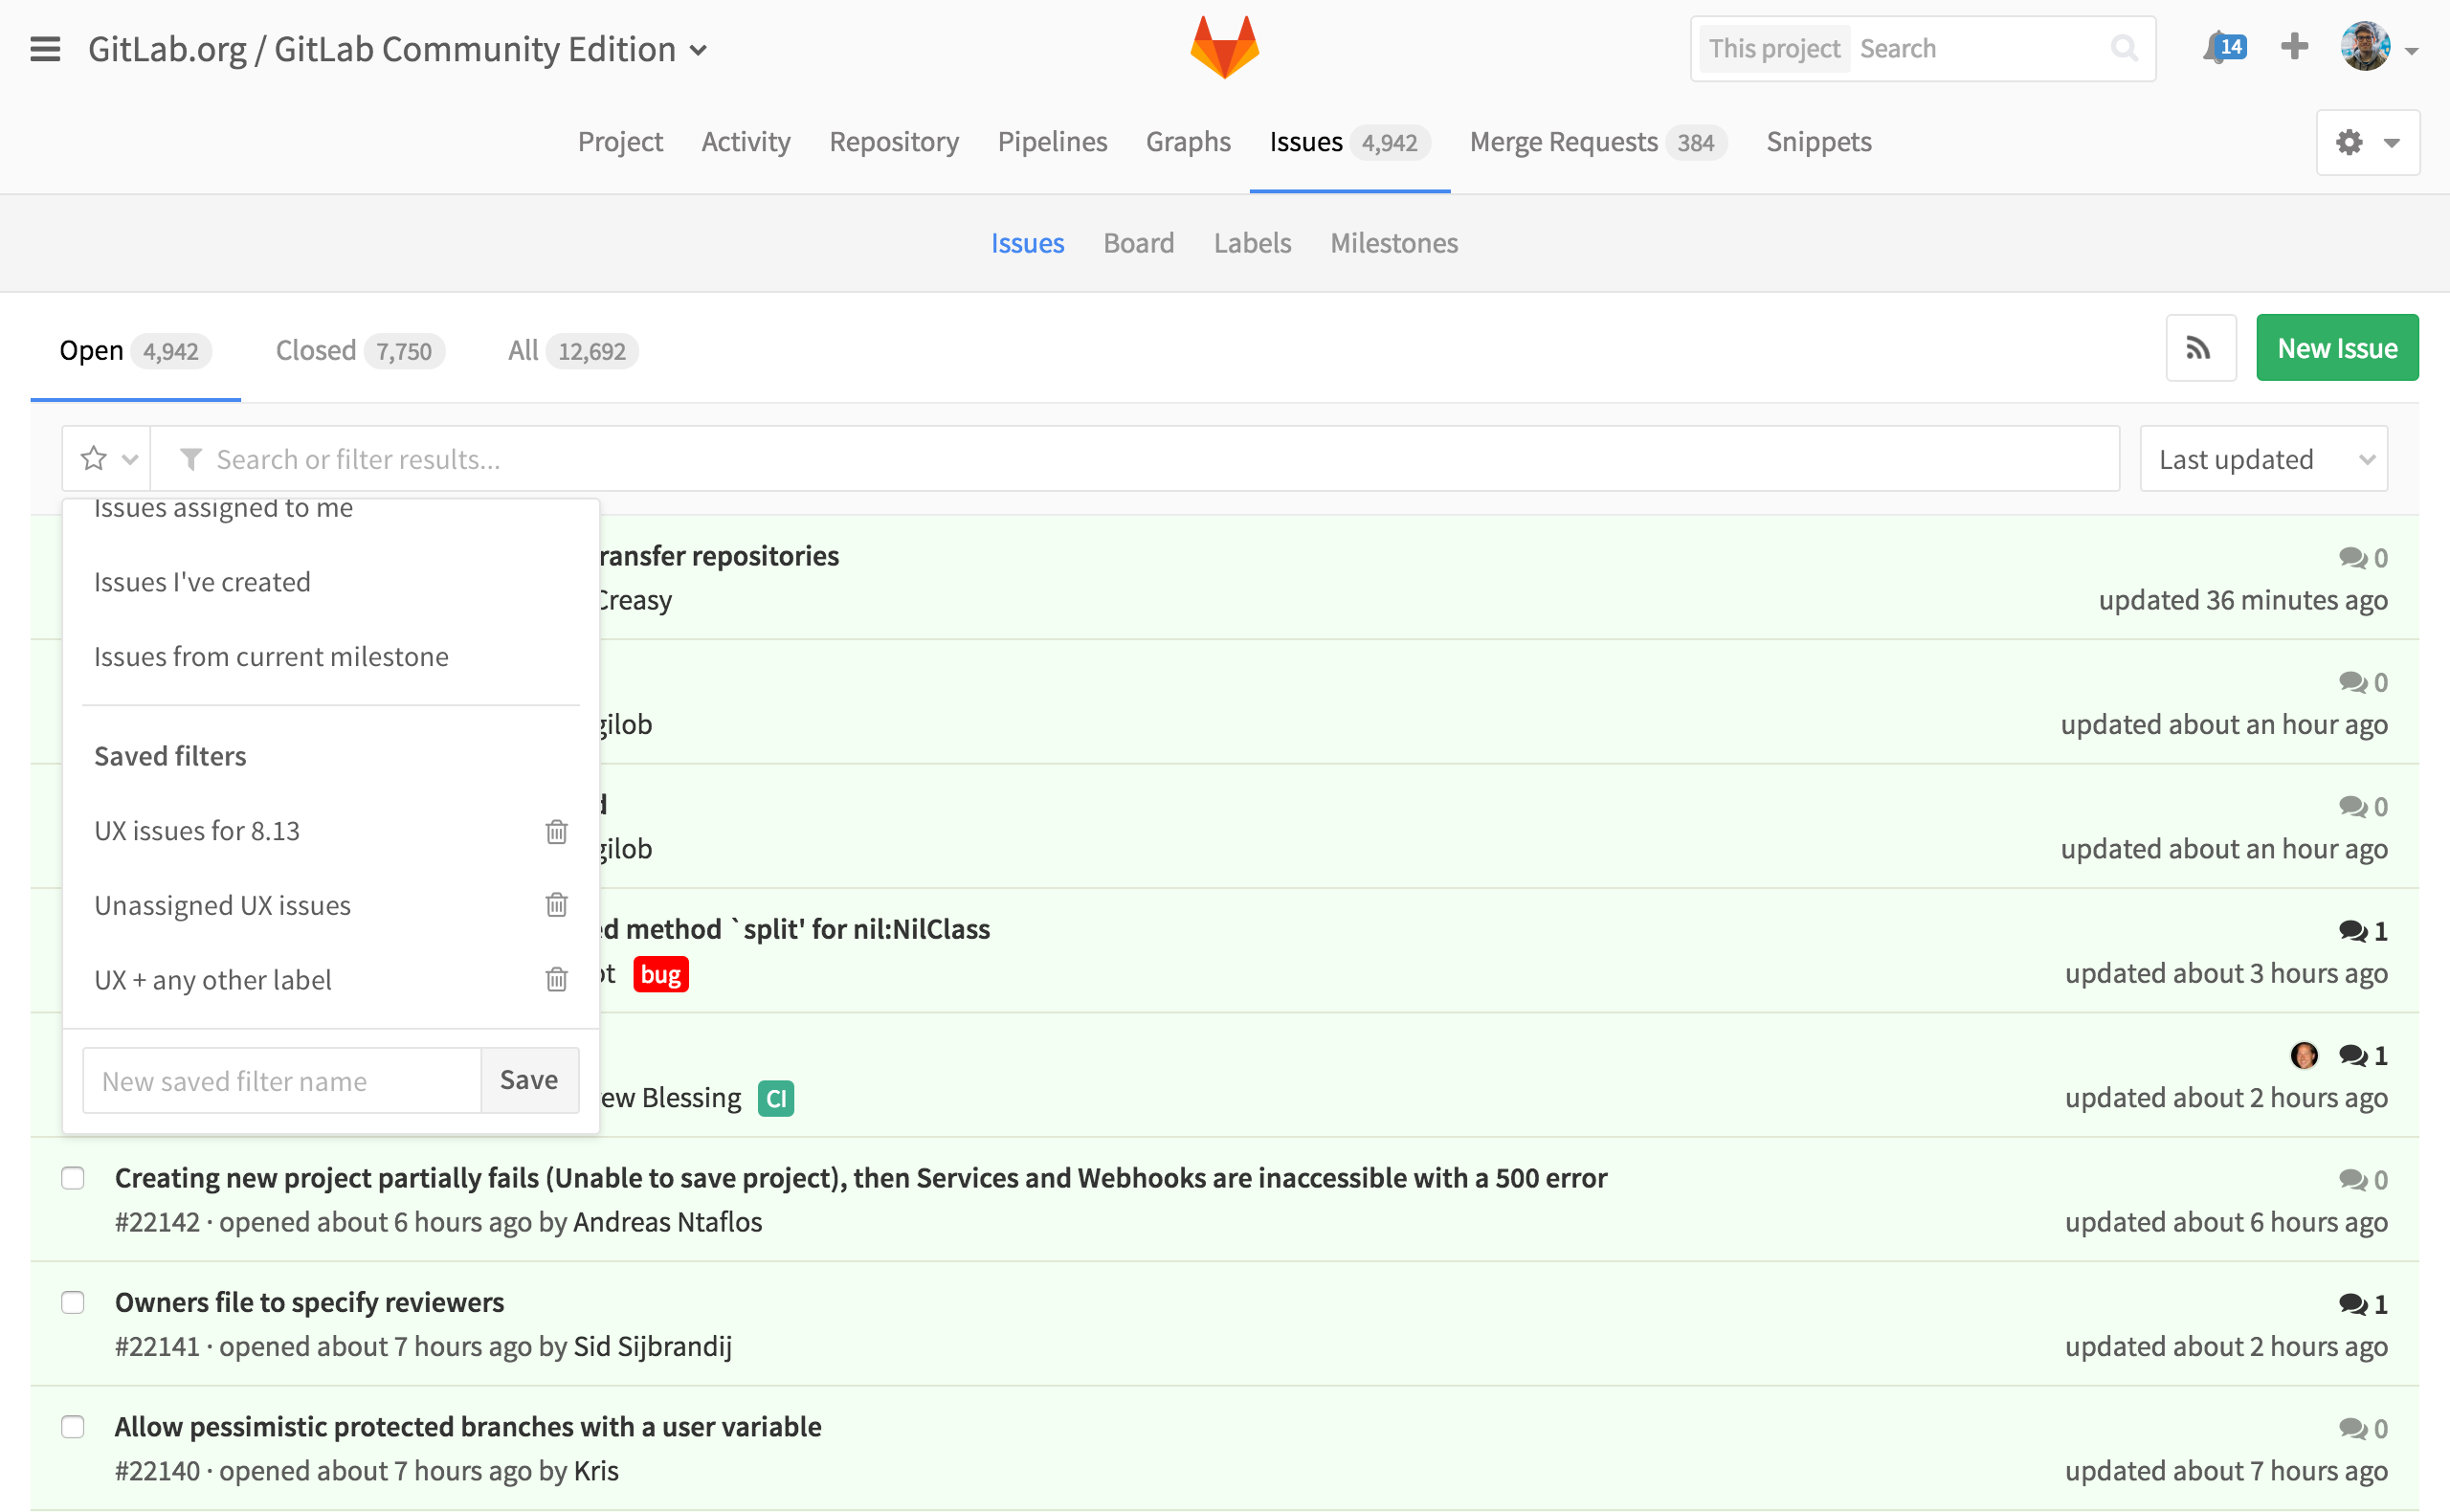 GitLab.org / GitLab Community Edition
This project Search
14
Project Activity Repository Pipelines Graphs Issues 4,942 Merge Requests 384 Snippets
Issues Board Labels Milestones
Open 4,942 Closed 7,750 All 12,692
New Issue
Search or filter results...
Last updated
Issues assigned to me
Issues I've created
Issues from current milestone
Saved filters
UX issues for 8.13
Unassigned UX issues
UX + any other label
New saved filter name
Save
ransfer repositories
0
Creasy
updated 36 minutes ago
0
gilob
updated about an hour ago
d
0
gilob
updated about an hour ago
ed method `split' for nil:NilClass
1
ot bug
updated about 3 hours ago
1
ew Blessing CI
updated about 2 hours ago
Creating new project partially fails (Unable to save project), then Services and Webhooks are inaccessible with a 500 error
0
#22142 · opened about 6 hours ago by Andreas Ntaflos
updated about 6 hours ago
Owners file to specify reviewers
1
#22141 · opened about 7 hours ago by Sid Sijbrandij
updated about 2 hours ago
Allow pessimistic protected branches with a user variable
0
#22140 · opened about 7 hours ago by Kris
updated about 7 hours ago